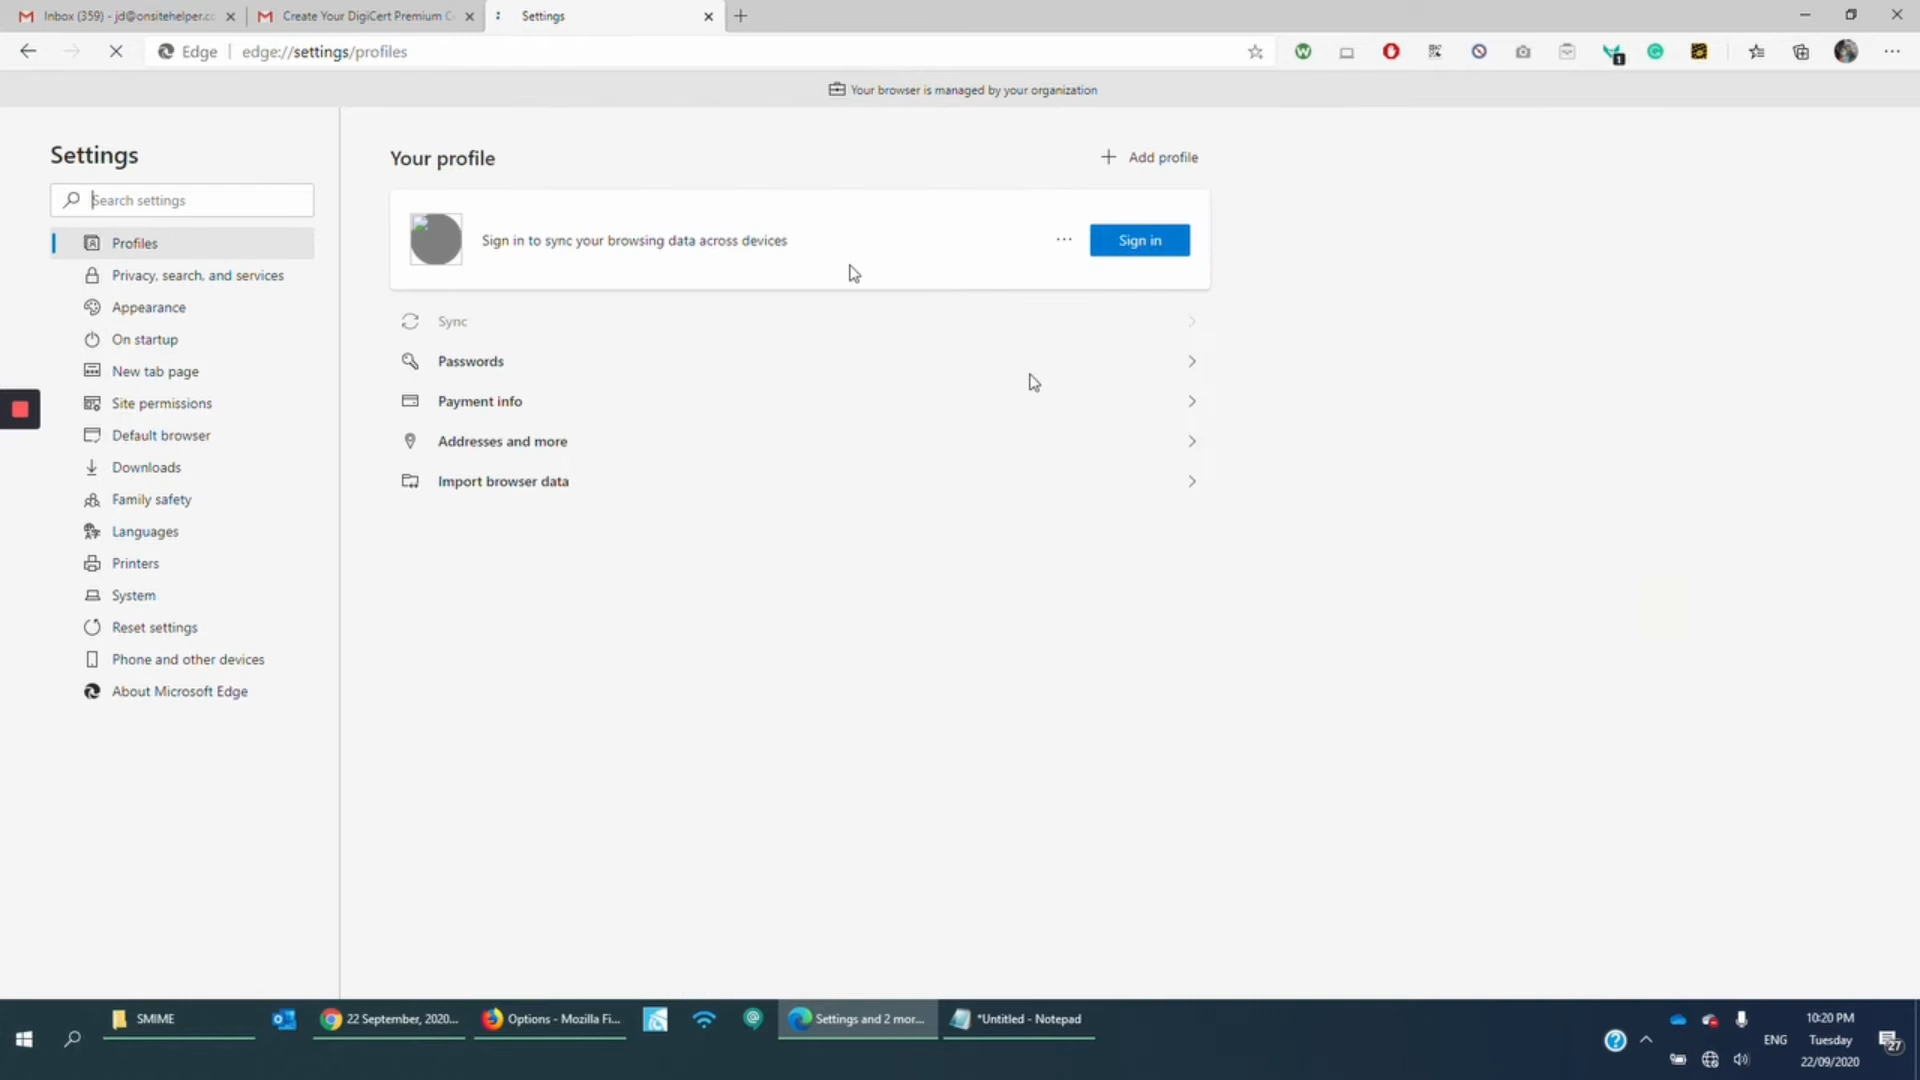 Inbox (359) - jd@onsitehelper.cc
Create Your DigiCert Premium C
Settings
Edge
edge://settings/profiles
1
Your browser is managed by your organization
Settings
Search settings
Profiles
Privacy, search, and services
Appearance
On startup
New tab page
Site permissions
Default browser
Downloads
Family safety
Languages
Printers
System
Reset settings
Phone and other devices
About Microsoft Edge
Your profile
Add profile
Sign in to sync your browsing data across devices
Sign in
Sync
Passwords
Payment info
Addresses and more
Import browser data
SMIME
22 September, 2020...
Options - Mozilla Fi...
Settings and 2 mor...
*Untitled - Notepad
ENG
10:20 PM
Tuesday
22/09/2020
27